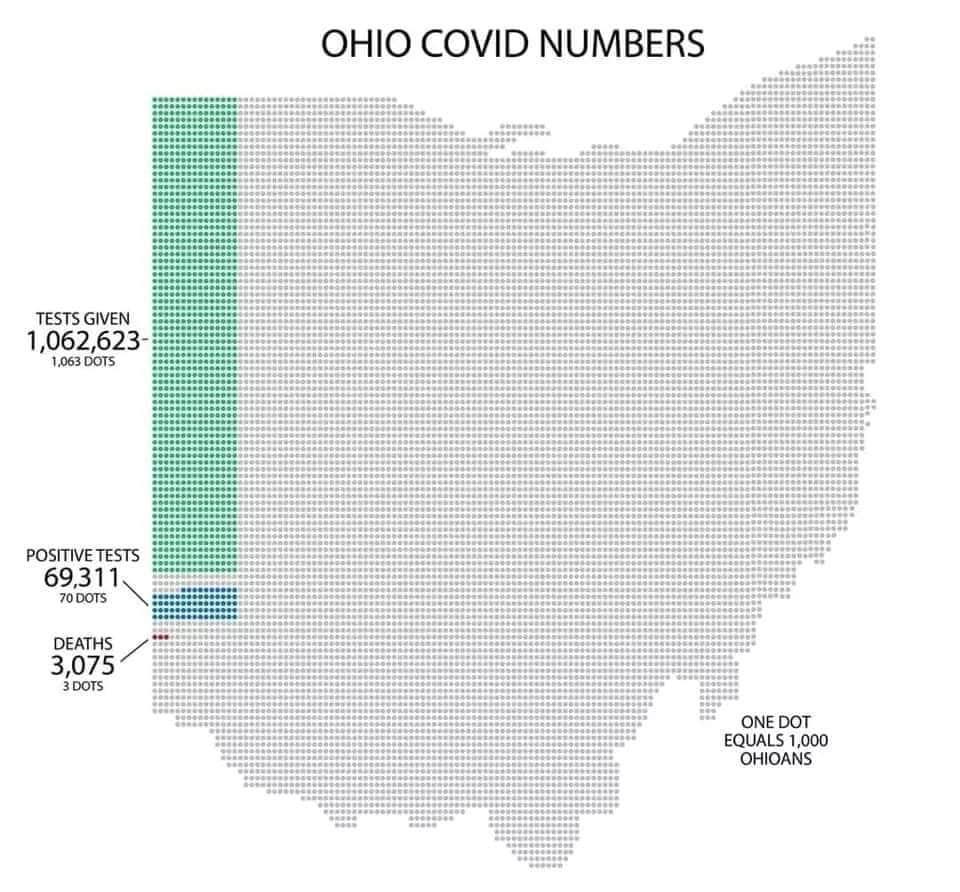 OHIO COVID NUMBERS
TESTS GIVEN
1,062,623
1,063 DOTS
POSITIVE TESTS
69,311
70 DOTS
DEATHS
3,075
3 DOTS
ONE DOT
EQUALS 1,000
OHIOANS